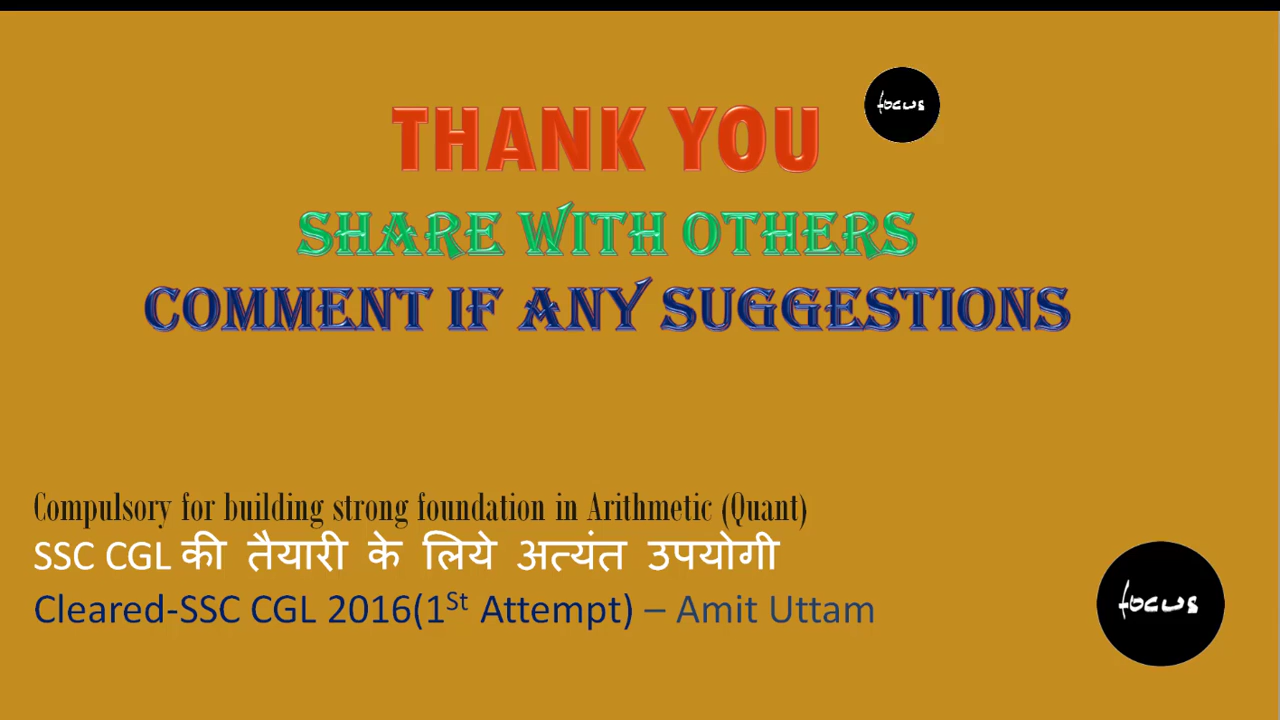 THANK YOU
focus
SHARE WITH OTHERS
COMMENT IF ANY SUGGESTIONS
Compulsory for building strong foundation in Arithmetic (Quant)
SSC CGL की तैयारी के लिये अत्यंत उपयोगी
Cleared-SSC CGL 2016(1St Attempt) – Amit Uttam
focus